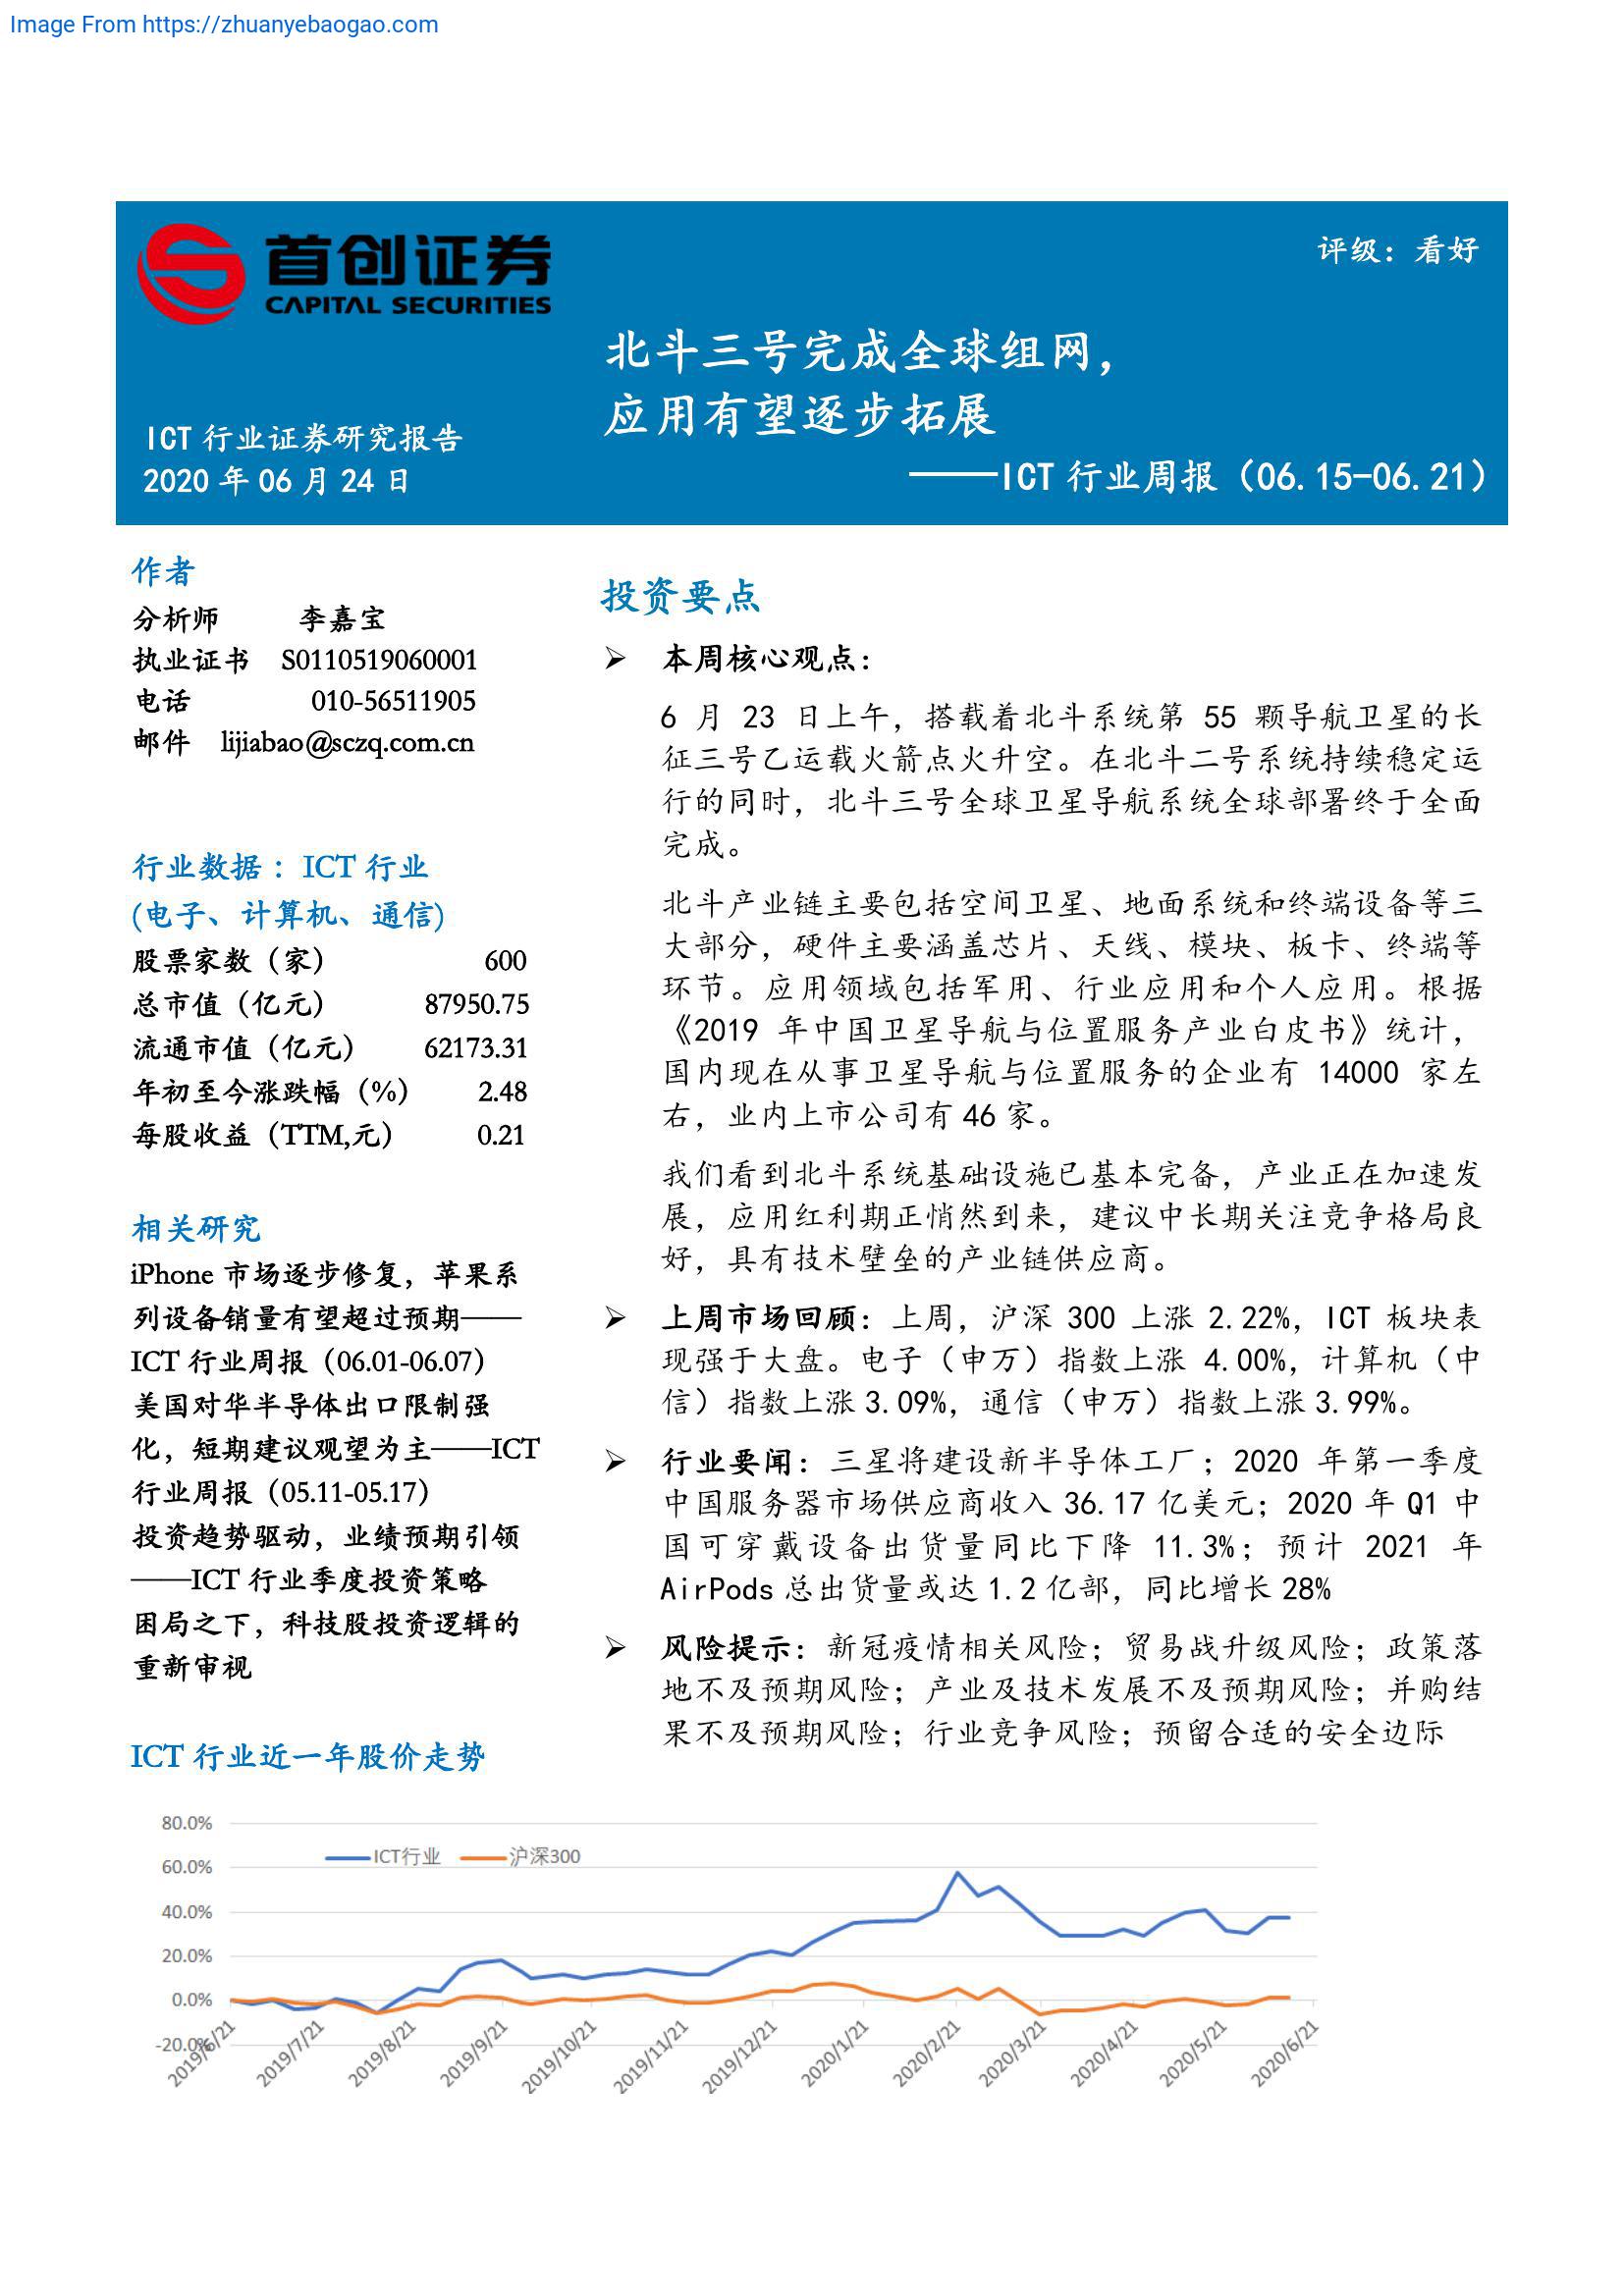 Image From https://zhuanyebaogao.com
首创证券
CAPITAL SECURITIES
评级：看好
北斗三号完成全球组网，
应用有望逐步拓展
ICT 行业证券研究报告
2020 年 06 月 24 日
——ICT 行业周报（06.15-06.21）
作者
分析师 李嘉宝
执业证书 S0110519060001
电话 010-56511905
邮件 lijiabao@sczq.com.cn
行业数据：ICT 行业
(电子、计算机、通信)
股票家数（家） 600
总市值（亿元） 87950.75
流通市值（亿元） 62173.31
年初至今涨跌幅（%） 2.48
每股收益（TTM,元） 0.21
相关研究
iPhone 市场逐步修复，苹果系
列设备销量有望超过预期——
ICT 行业周报（06.01-06.07）
美国对华半导体出口限制强
化，短期建议观望为主——ICT
行业周报（05.11-05.17）
投资趋势驱动，业绩预期引领
——ICT 行业季度投资策略
困局之下，科技股投资逻辑的
重新审视
投资要点
➢ 本周核心观点：
6 月 23 日上午，搭载着北斗系统第 55 颗导航卫星的长
征三号乙运载火箭点火升空。在北斗二号系统持续稳定运
行的同时，北斗三号全球卫星导航系统全球部署终于全面
完成。
北斗产业链主要包括空间卫星、地面系统和终端设备等三
大部分，硬件主要涵盖芯片、天线、模块、板卡、终端等
环节。应用领域包括军用、行业应用和个人应用。根据
《2019 年中国卫星导航与位置服务产业白皮书》统计，
国内现在从事卫星导航与位置服务的企业有 14000 家左
右，业内上市公司有 46 家。
我们看到北斗系统基础设施已基本完备，产业正在加速发
展，应用红利期正悄然到来，建议中长期关注竞争格局良
好，具有技术壁垒的产业链供应商。
➢ 上周市场回顾：上周，沪深 300 上涨 2.22%，ICT 板块表
现强于大盘。电子（申万）指数上涨 4.00%，计算机（中
信）指数上涨 3.09%，通信（申万）指数上涨 3.99%。
➢ 行业要闻：三星将建设新半导体工厂；2020 年第一季度
中国服务器市场供应商收入 36.17 亿美元；2020 年 Q1 中
国可穿戴设备出货量同比下降 11.3%；预计 2021 年
AirPods 总出货量或达 1.2 亿部，同比增长 28%
➢ 风险提示：新冠疫情相关风险；贸易战升级风险；政策落
地不及预期风险；产业及技术发展不及预期风险；并购结
果不及预期风险；行业竞争风险；预留合适的安全边际
ICT 行业近一年股价走势
80.0%
ICT行业 沪深300
60.0%
40.0%
20.0%
0.0%
-20.0%
2019/6/21 2019/7/21 2019/8/21 2019/9/21 2019/10/21 2019/11/21 2019/12/21 2020/1/21 2020/2/21 2020/3/21 2020/4/21 2020/5/21 2020/6/21